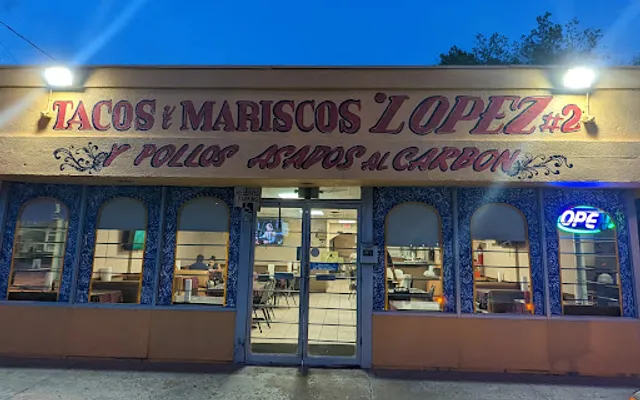 TACOS Y MARISCOS LOPEZ #2
Y POLLOS ASADOS AL CARBON
OPE